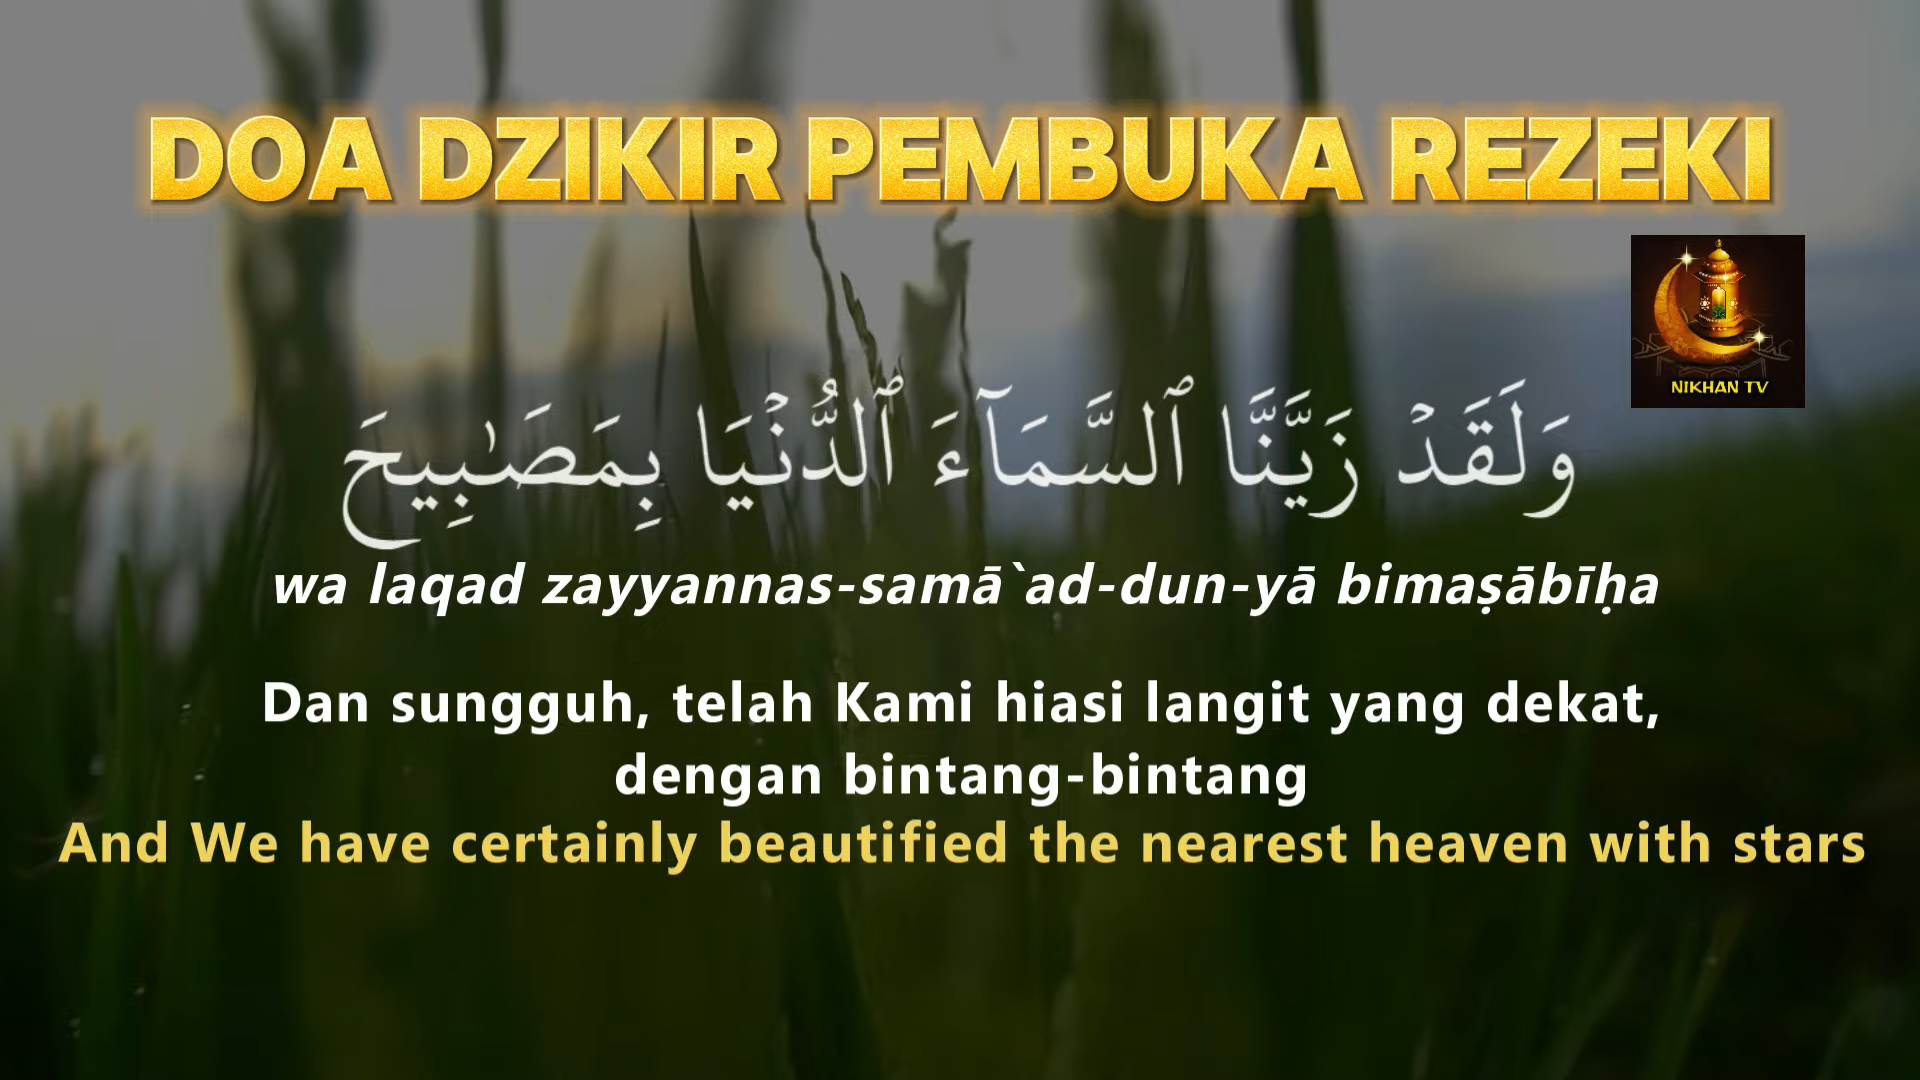 DOA DZIKIR PEMBUKA REZEKI
NIKHAN TV
وَلَقَدۡ زَيَّنَّا ٱلسَّمَآءَ ٱلدُّنۡيَا بِمَصَٰبِيحَ
wa laqad zayyannas-samā`ad-dun-yā bimaṣābīḥa
Dan sungguh, telah Kami hiasi langit yang dekat,
dengan bintang-bintang
And We have certainly beautified the nearest heaven with stars